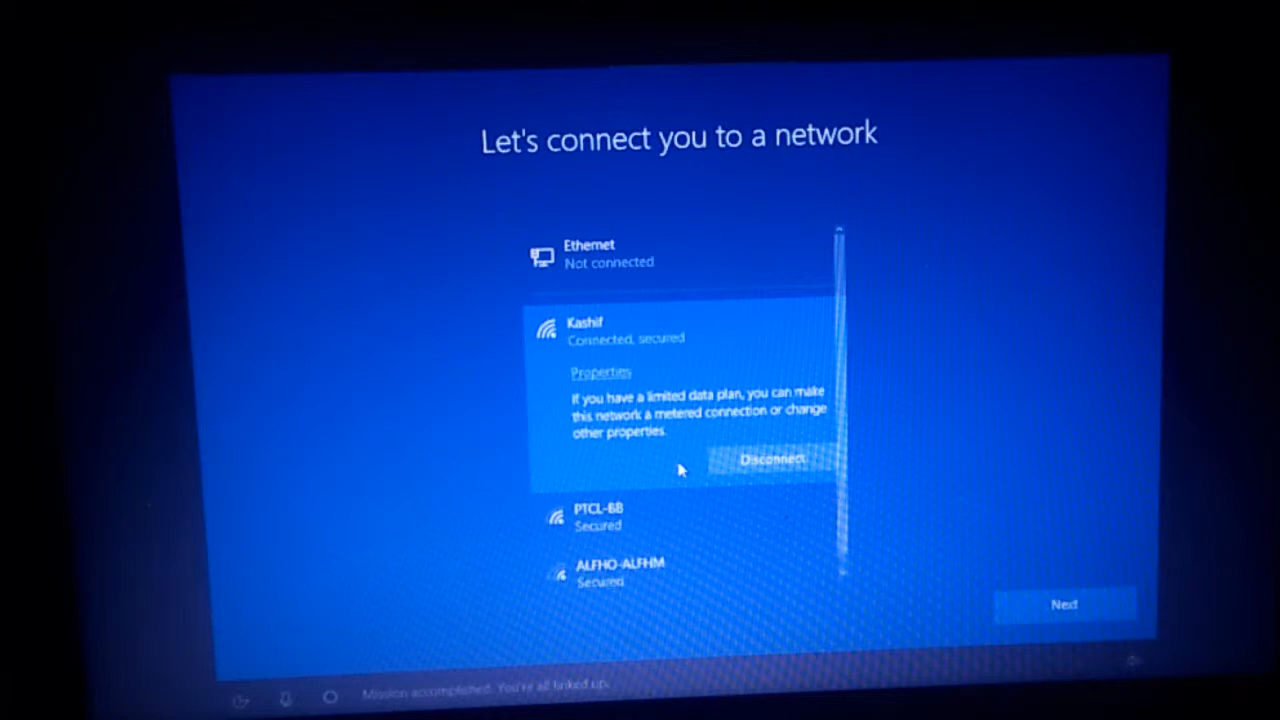 Let's connect you to a network
Ethernet
Not connected
Kashif
Connected, secured
Properties
If you have a limited data plan, you can make
this network a metered connection or change
other properties.
Disconnect
PTCL-BB
Secured
ALFHO-ALFHM
Secured
Next
Mission accomplished. You're all linked up.